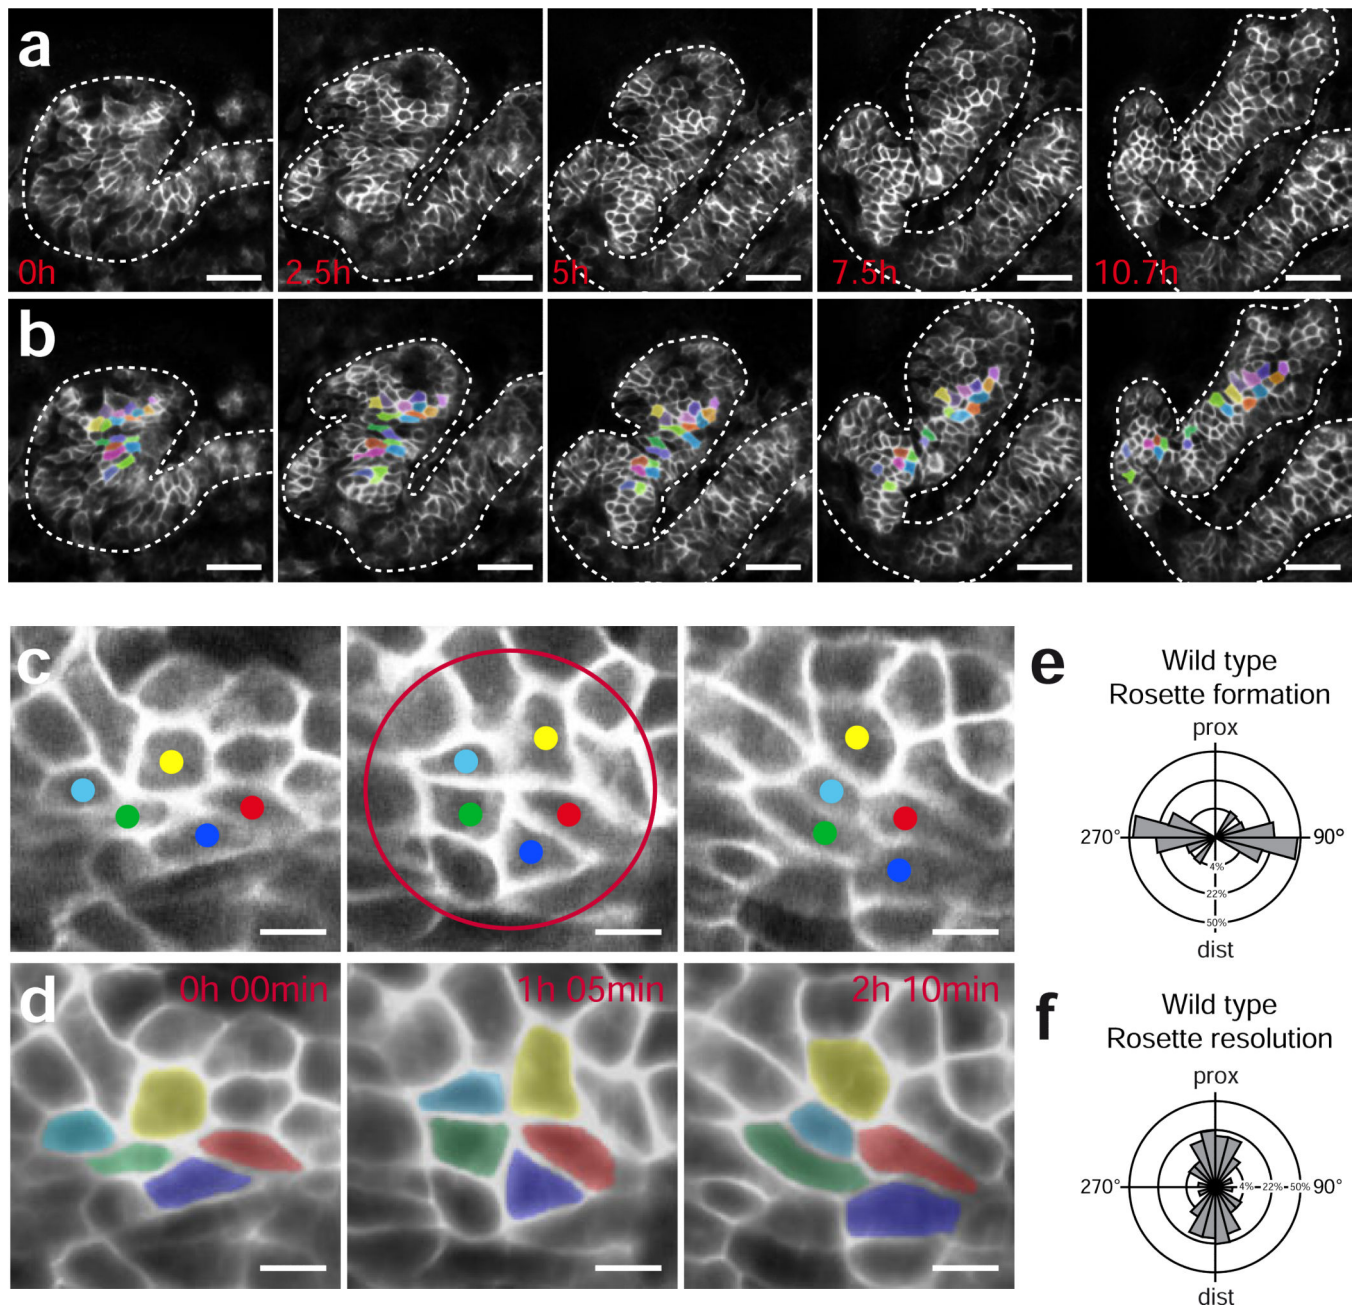 a
0h
2.5h
5h
7.5h
10.7h
b
c
d
0h 00min
1h 05min
2h 10min
e
Wild type
Rosette formation
prox
270°
90°
4%
22%
50%
dist
f
Wild type
Rosette resolution
prox
270°
4%
22%
50%
90°
dist